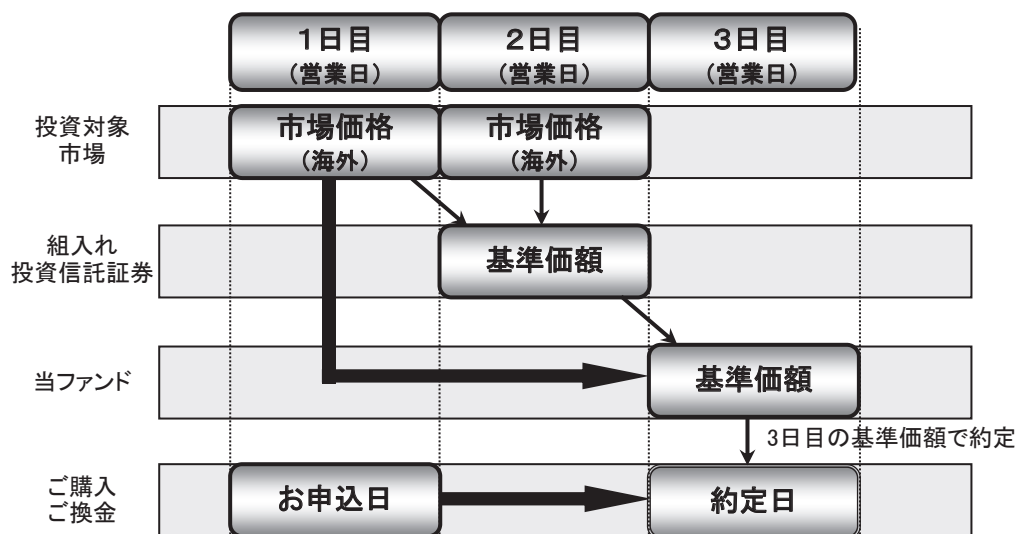 1日目
（営業日）
2日目
（営業日）
3日目
（営業日）
投資対象
市場
市場価格
（海外）
市場価格
（海外）
組入れ
投資信託証券
基準価額
当ファンド
基準価額
3日目の基準価額で約定
ご購入
ご換金
お申込日
約定日